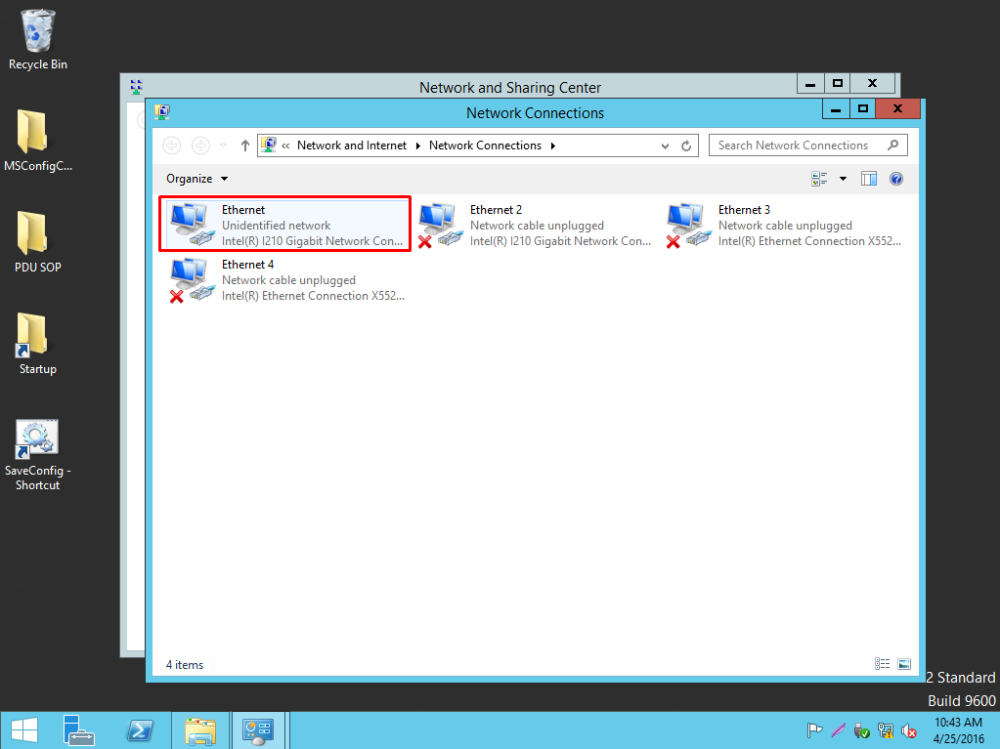 Recycle Bin
MSConfigC...
PDU SOP
Startup
SaveConfig -
Shortcut
Network and Sharing Center
Network Connections
« Network and Internet Network Connections
Search Network Connections
Organize
Ethernet
Unidentified network
Intel(R) I210 Gigabit Network Con...
Ethernet 2
Network cable unplugged
Intel(R) I210 Gigabit Network Con...
Ethernet 3
Network cable unplugged
Intel(R) Ethernet Connection X552...
Ethernet 4
Network cable unplugged
Intel(R) Ethernet Connection X552...
4 items
2 Standard
Build 9600
10:43 AM
4/25/2016